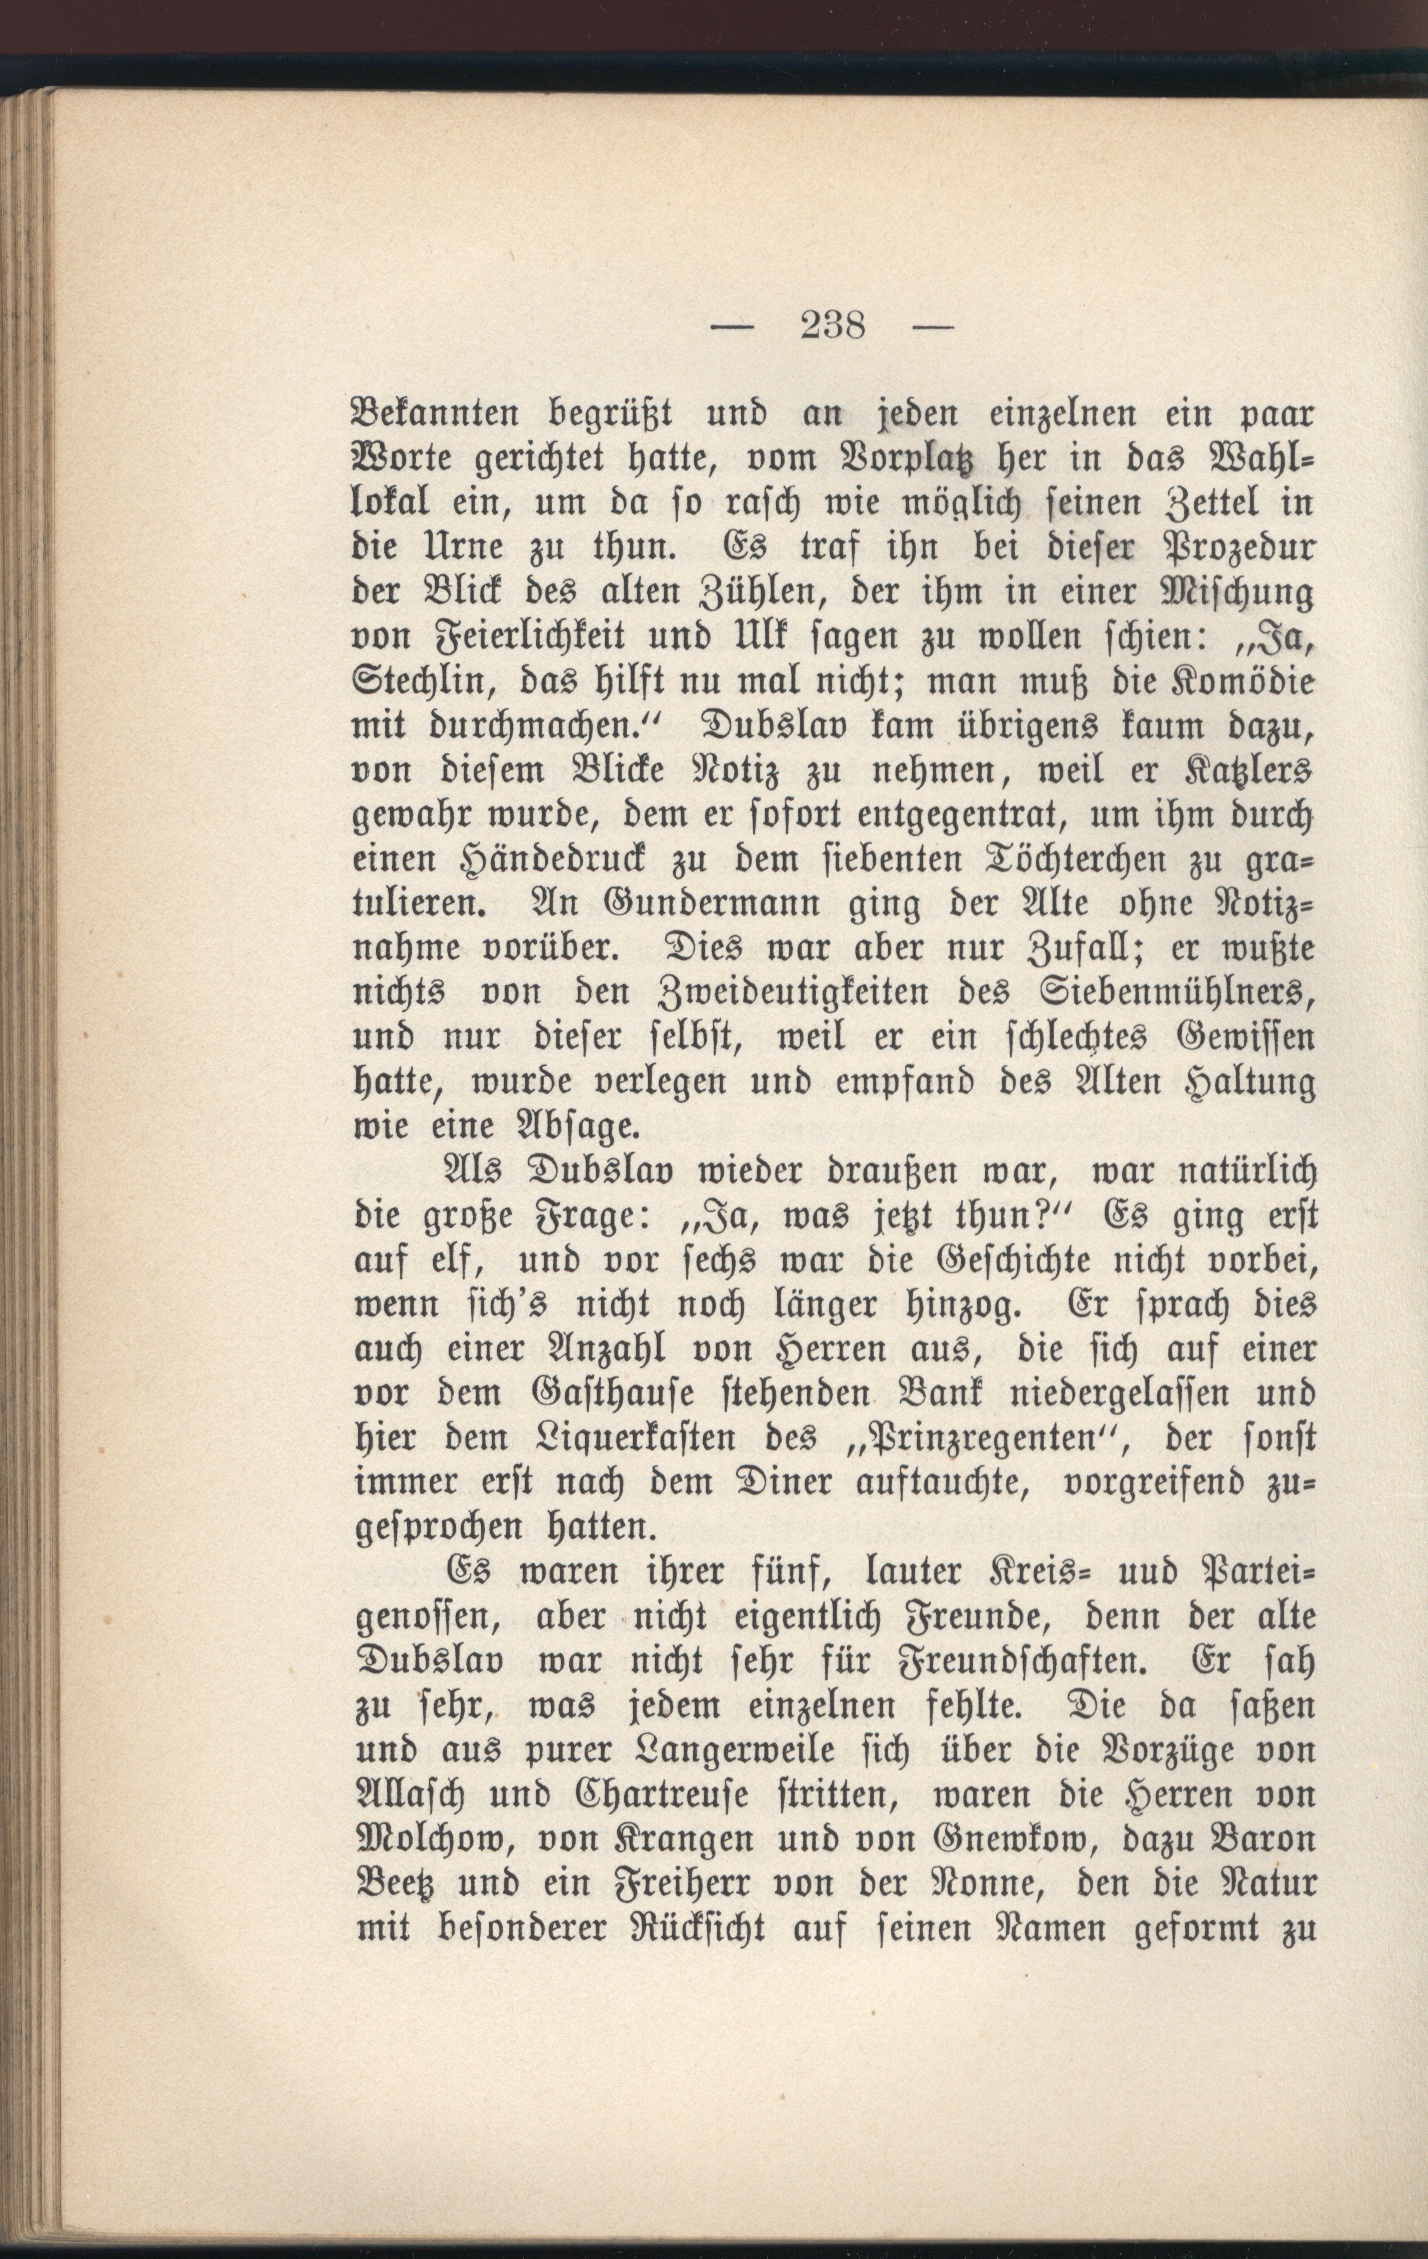 — 238 —
Bekannten begrüßt und an jeden einzelnen ein paar
Worte gerichtet hatte, vom Vorplatz her in das Wahl-
lokal ein, um da so rasch wie möglich seinen Zettel in
die Urne zu thun. Es traf ihn bei dieser Prozedur
der Blick des alten Zühlen, der ihm in einer Mischung
von Feierlichkeit und Ulk sagen zu wollen schien: „Ja,
Stechlin, das hilft nu mal nicht; man muß die Komödie
mit durchmachen.“ Dubslav kam übrigens kaum dazu,
von diesem Blicke Notiz zu nehmen, weil er Katzlers
gewahr wurde, dem er sofort entgegentrat, um ihm durch
einen Händedruck zu dem siebenten Töchterchen zu gra-
tulieren. An Gundermann ging der Alte ohne Notiz-
nahme vorüber. Dies war aber nur Zufall; er wußte
nichts von den Zweideutigkeiten des Siebenmühlners,
und nur dieser selbst, weil er ein schlechtes Gewissen
hatte, wurde verlegen und empfand des Alten Haltung
wie eine Absage.
Als Dubslav wieder draußen war, war natürlich
die große Frage: „Ja, was jetzt thun?“ Es ging erst
auf elf, und vor sechs war die Geschichte nicht vorbei,
wenn sich's nicht noch länger hinzog. Er sprach dies
auch einer Anzahl von Herren aus, die sich auf einer
vor dem Gasthause stehenden Bank niedergelassen und
hier dem Liquerkasten des „Prinzregenten“, der sonst
immer erst nach dem Diner auftauchte, vorgreifend zu-
gesprochen hatten.
Es waren ihrer fünf, lauter Kreis- uud Partei-
genossen, aber nicht eigentlich Freunde, denn der alte
Dubslav war nicht sehr für Freundschaften. Er sah
zu sehr, was jedem einzelnen fehlte. Die da saßen
und aus purer Langerweile sich über die Vorzüge von
Allasch und Chartreuse stritten, waren die Herren von
Molchow, von Krangen und von Gnewkow, dazu Baron
Beetz und ein Freiherr von der Nonne, den die Natur
mit besonderer Rücksicht auf seinen Namen geformt zu